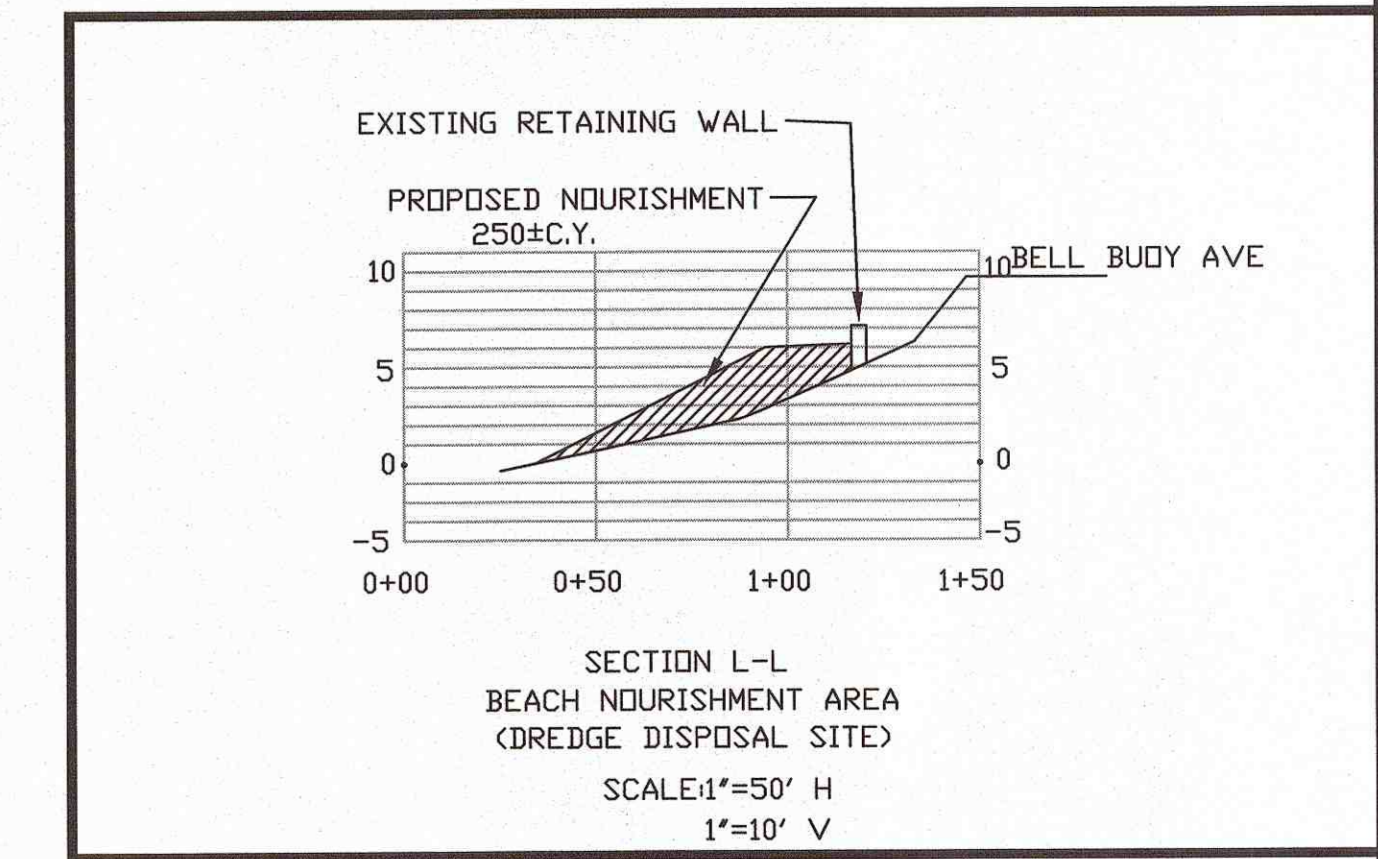 EXISTING RETAINING WALL
PROPOSED NOURISHMENT
250±C.Y.
10
10
BELL BUOY AVE
5
5
0
0
-5
-5
0+00 0+50 1+00 1+50
SECTION L-L
BEACH NOURISHMENT AREA
(DREDGE DISPOSAL SITE)
SCALE:1"=50' H
1"=10' V